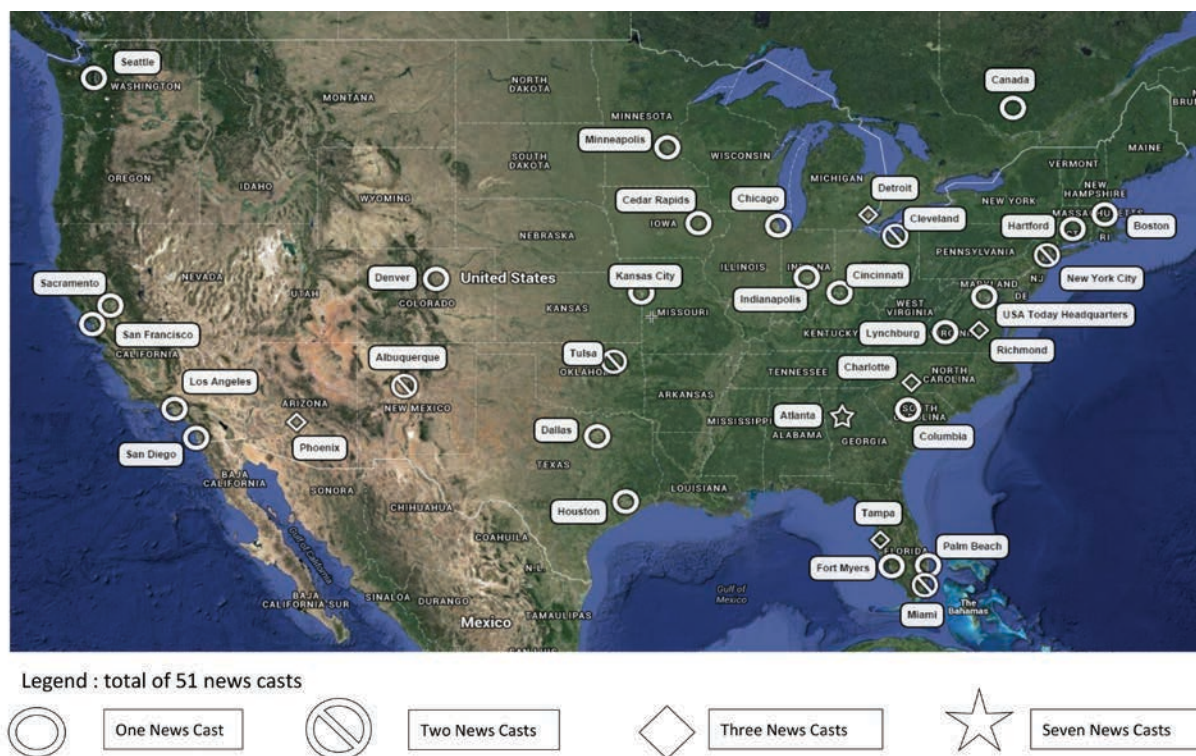 Seattle
WASHINGTON
MONTANA
NORTH
DAKOTA
MINNESOTA
Canada
Minneapolis
WISCONSIN
MICHIGAN
VERMONT
MAINE
NEW
HAMPSHIRE
OREGON
IDAHO
SOUTH
DAKOTA
WYOMING
Detroit
NEW YORK
Cedar Rapids
IOWA
Chicago
Cleveland
Hartford
Boston
RI
NEBRASKA
PENNSYLVANIA
NEVADA
Denver
COLORADO
United States
Kansas City
ILLINOIS
Indianapolis
Cincinnati
MARYLAND
NJ
DE
New York City
Sacramento
UTAH
KANSAS
MISSOURI
WEST
VIRGINIA
USA Today Headquarters
San Francisco
CALIFORNIA
KENTUCKY
Lynchburg
Richmond
Albuquerque
NEW MEXICO
Tulsa
TENNESSEE
Charlotte
NORTH
CAROLINA
Los Angeles
ARIZONA
ARKANSAS
Phoenix
San Diego
Dallas
TEXAS
MISSISSIPPI
ALABAMA
Atlanta
GEORGIA
Columbia
BAJA
CALIFORNIA
SONORA
CHIHUAHUA
Houston
LOUISIANA
Gulf of California
COAHUILA
N.L.
Tampa
FLORIDA
Palm Beach
Fort Myers
Miami
BAJA
CALIFORNIA SUR
SINALOA
DURANGO
Mexico
TAMAULIPAS
Gulf of
Mexico
The
Bahamas
Legend : total of 51 news casts
One News Cast
Two News Casts
Three News Casts
Seven News Casts